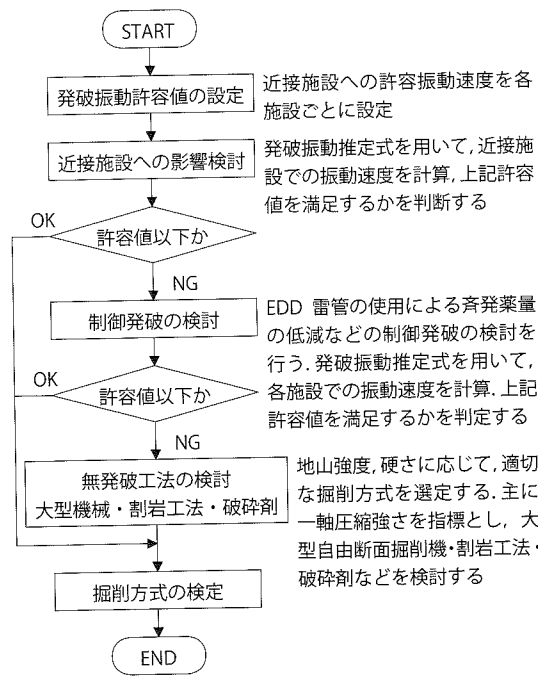 START
発破振動許容値の設定
近接施設への許容振動速度を各
施設ごとに設定
近接施設への影響検討
発破振動推定式を用いて,近接施
設での振動速度を計算,上記許容
値を満足するかを判断する
OK
許容値以下か
NG
制御発破の検討
EDD 雷管の使用による斉発薬量
の低減などの制御発破の検討を
行う.発破振動推定式を用いて,
各施設での振動速度を計算.上記
許容値を満足するかを判定する
OK
許容値以下か
NG
無発破工法の検討
大型機械・割岩工法・破砕剤
地山強度,硬さに応じて,適切
な掘削方式を選定する.主に
一軸圧縮強さを指標とし,大
型自由断面掘削機・割岩工法・
破砕剤などを検討する
掘削方式の検定
END